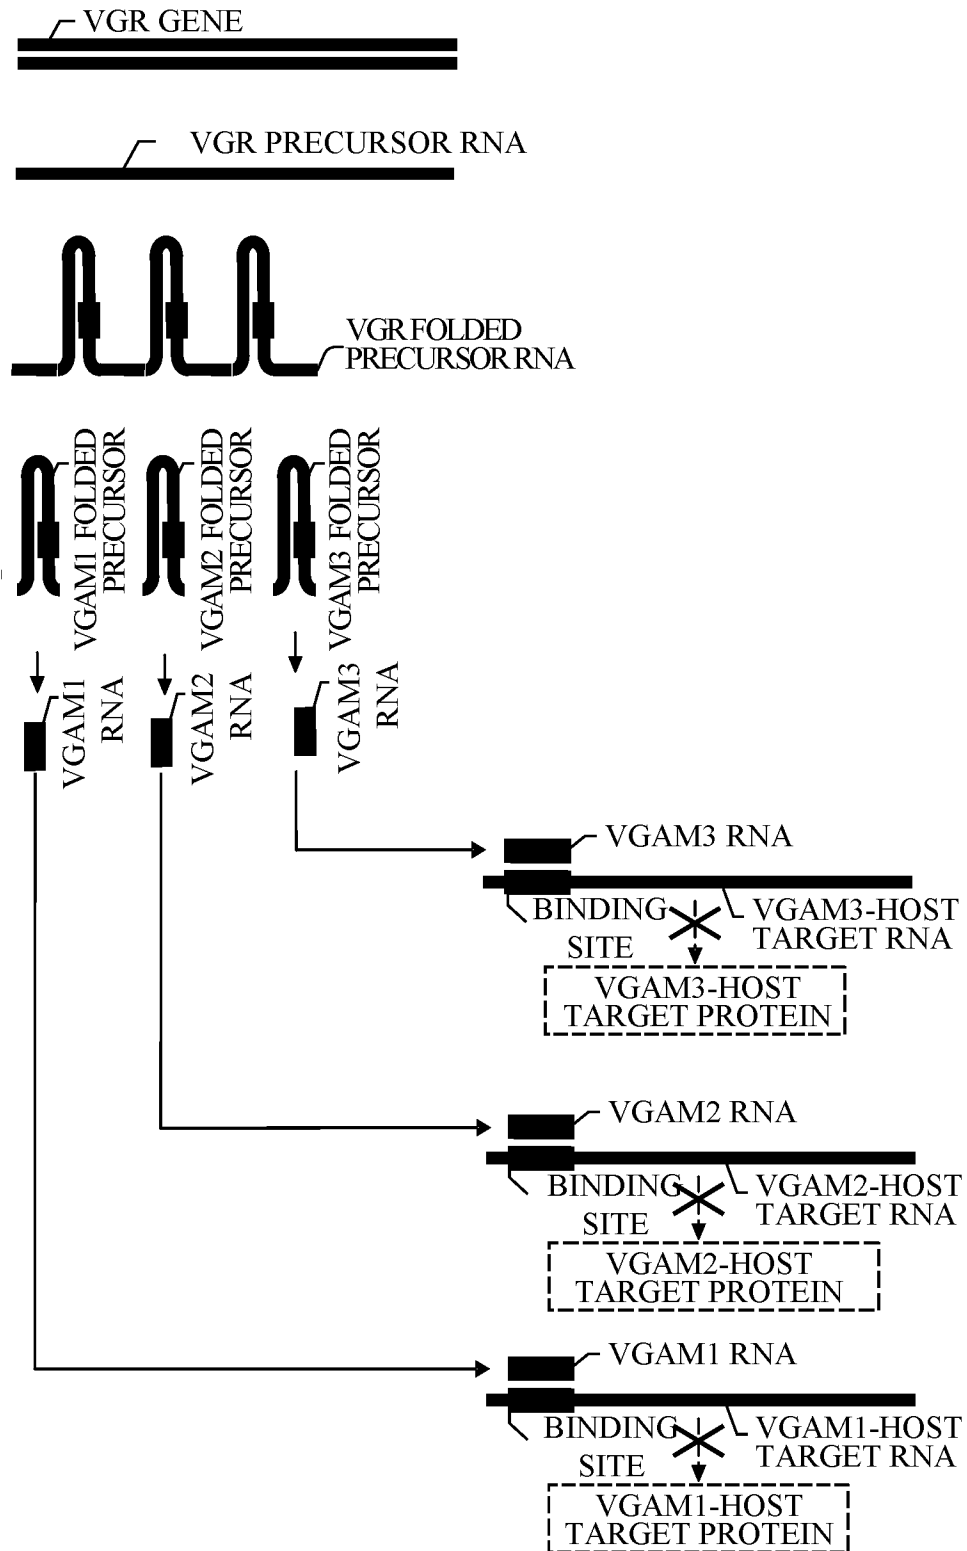 VGR GENE
VGR PRECURSOR RNA
VGR FOLDED
PRECURSOR RNA
VGAM1 FOLDED
PRECURSOR
VGAM2 FOLDED
PRECURSOR
VGAM3 FOLDED
PRECURSOR
VGAM1
RNA
VGAM2
RNA
VGAM3
RNA
VGAM3 RNA
BINDING
SITE
VGAM3-HOST
TARGET RNA
VGAM3-HOST
TARGET PROTEIN
VGAM2 RNA
BINDING
SITE
VGAM2-HOST
TARGET RNA
VGAM2-HOST
TARGET PROTEIN
VGAM1 RNA
BINDING
SITE
VGAM1-HOST
TARGET RNA
VGAM1-HOST
TARGET PROTEIN